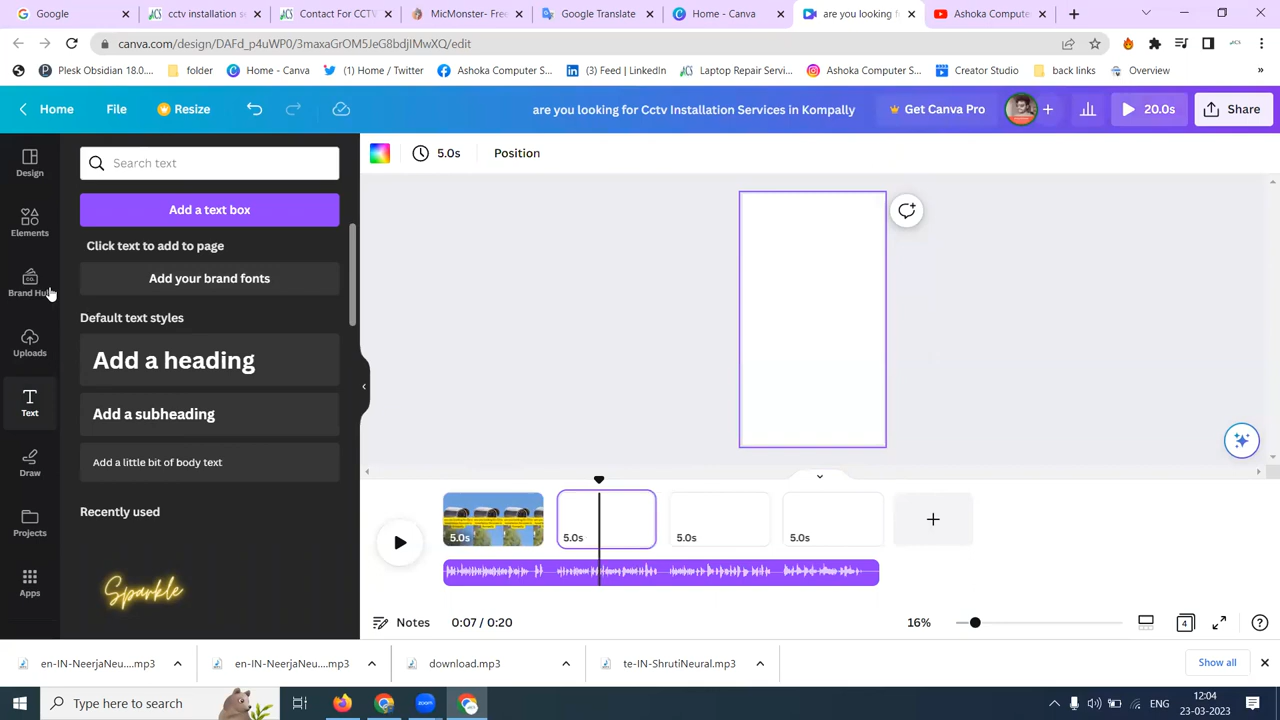 Google
cctv installation se
Contact For CCTV
MicMonster- Free
Google Translate
Home - Canva
are you looking fo
Ashoka Compute
canva.com/design/DAFd_p4uWP0/3maxaGrOM5JeG8bdjIMwXQ/edit
Plesk Obsidian 18.0....
folder
Home - Canva
(1) Home / Twitter
Ashoka Computer S...
(3) Feed | LinkedIn
Laptop Repair Servi...
Ashoka Computer S...
Creator Studio
back links
Overview
»
Home
File
Resize
are you looking for Cctv Installation Services in Kompally
Get Canva Pro
+
20.0s
Share
Design
Elements
Brand Hub
Uploads
Text
Draw
Projects
Apps
Search text
Add a text box
Click text to add to page
Add your brand fonts
Default text styles
Add a heading
Add a subheading
Add a little bit of body text
Recently used
Sparkle
5.0s
Position
5.0s
5.0s
5.0s
5.0s
Notes
0:07 / 0:20
16%
4
en-IN-NeerjaNeu....mp3
en-IN-NeerjaNeu....mp3
download.mp3
te-IN-ShrutiNeural.mp3
Show all
Type here to search
zoom
ENG
12:04
23-03-2023